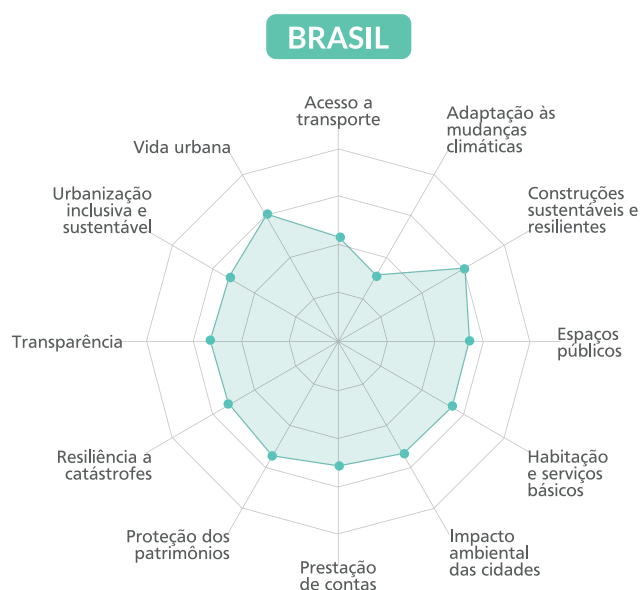 BRASIL
Acesso a
transporte
Adaptação às
mudanças
climáticas
Construções
sustentáveis e
resilientes
Espaços
públicos
Habitação
e serviços
básicos
Impacto
ambiental
das cidades
Prestação
de contas
Proteção dos
patrimônios
Resiliência a
catástrofes
Transparência
Urbanização
inclusiva e
sustentável
Vida urbana